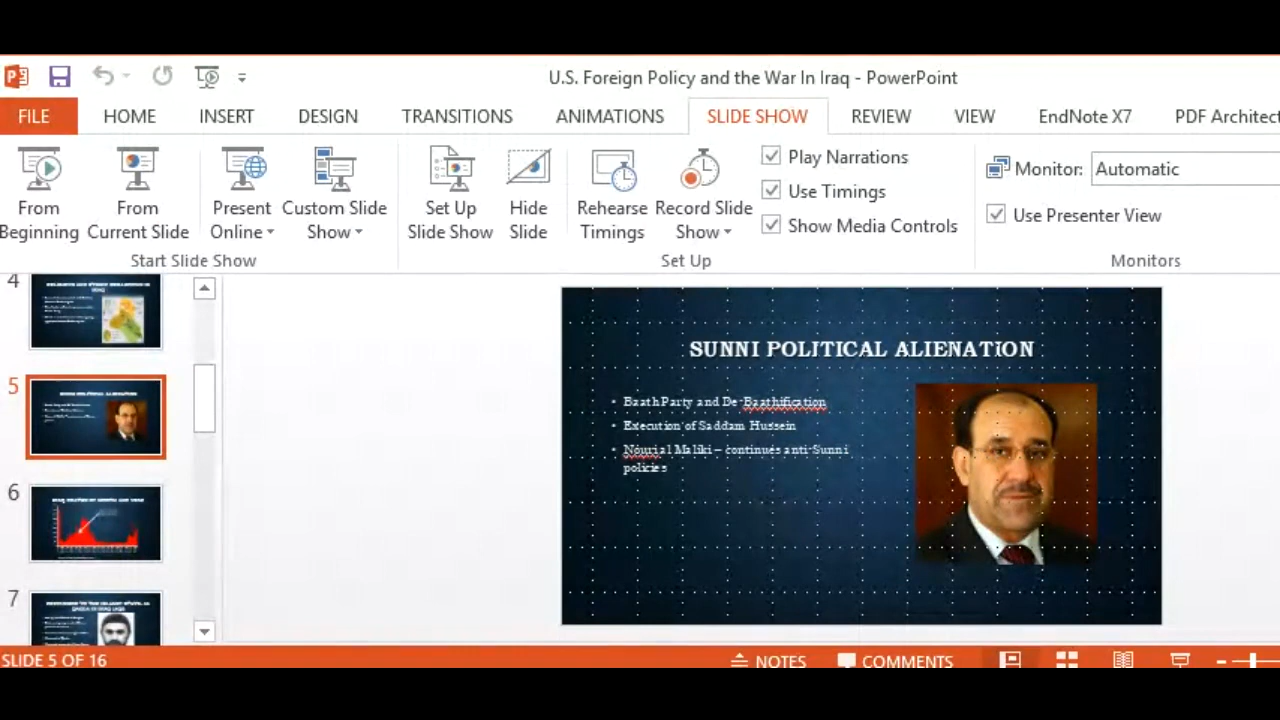 U.S. Foreign Policy and the War In Iraq - PowerPoint
FILE HOME INSERT DESIGN TRANSITIONS ANIMATIONS SLIDE SHOW REVIEW VIEW EndNote X7 PDF Architect
From Beginning
From Current Slide
Present Online
Custom Slide Show
Set Up Slide Show
Hide Slide
Rehearse Timings
Record Slide Show
Play Narrations
Use Timings
Show Media Controls
Monitor: Automatic
Use Presenter View
Start Slide Show Set Up Monitors
4
5
6
7
SUNNI POLITICAL ALIENATION
• Baath Party and De-Baathification
• Execution of Saddam Hussein
• Nouri al Maliki – continues anti-Sunni
policies
SLIDE 5 OF 16 NOTES COMMENTS